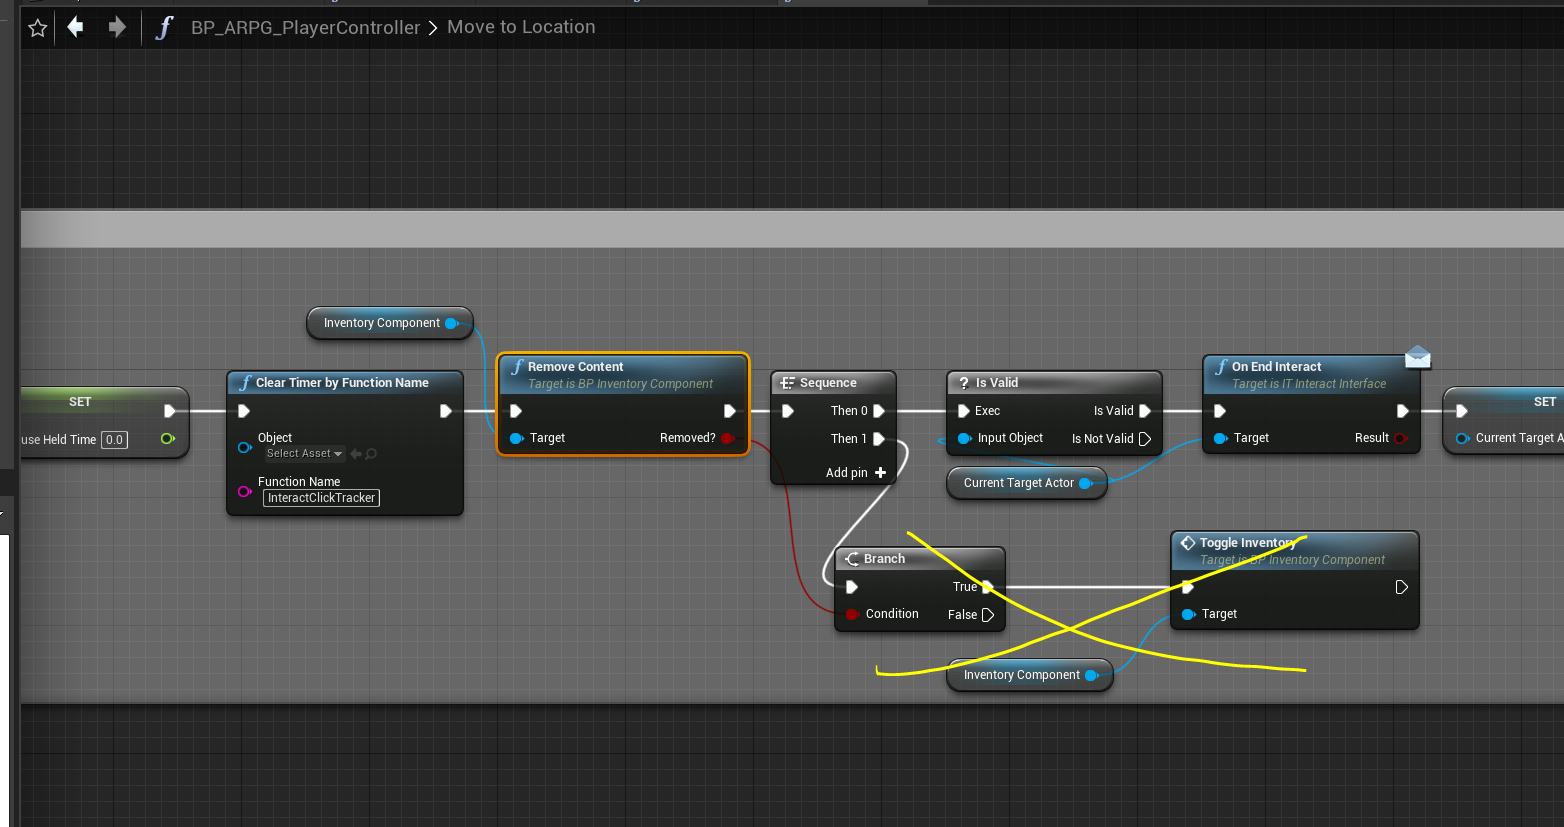 BP_ARPG_PlayerController > Move to Location
Inventory Component
SET
use Held Time 0.0
Clear Timer by Function Name
Object
Select Asset
Function Name
InteractClickTracker
Remove Content
Target is BP Inventory Component
Target
Removed?
Sequence
Then 0
Then 1
Add pin
Is Valid
Exec
Is Valid
Input Object
Is Not Valid
Current Target Actor
On End Interact
Target is IT Interact Interface
Target
Result
SET
Current Target A
Branch
True
Condition
False
Toggle Inventory
Target is BP Inventory Component
Target
Inventory Component